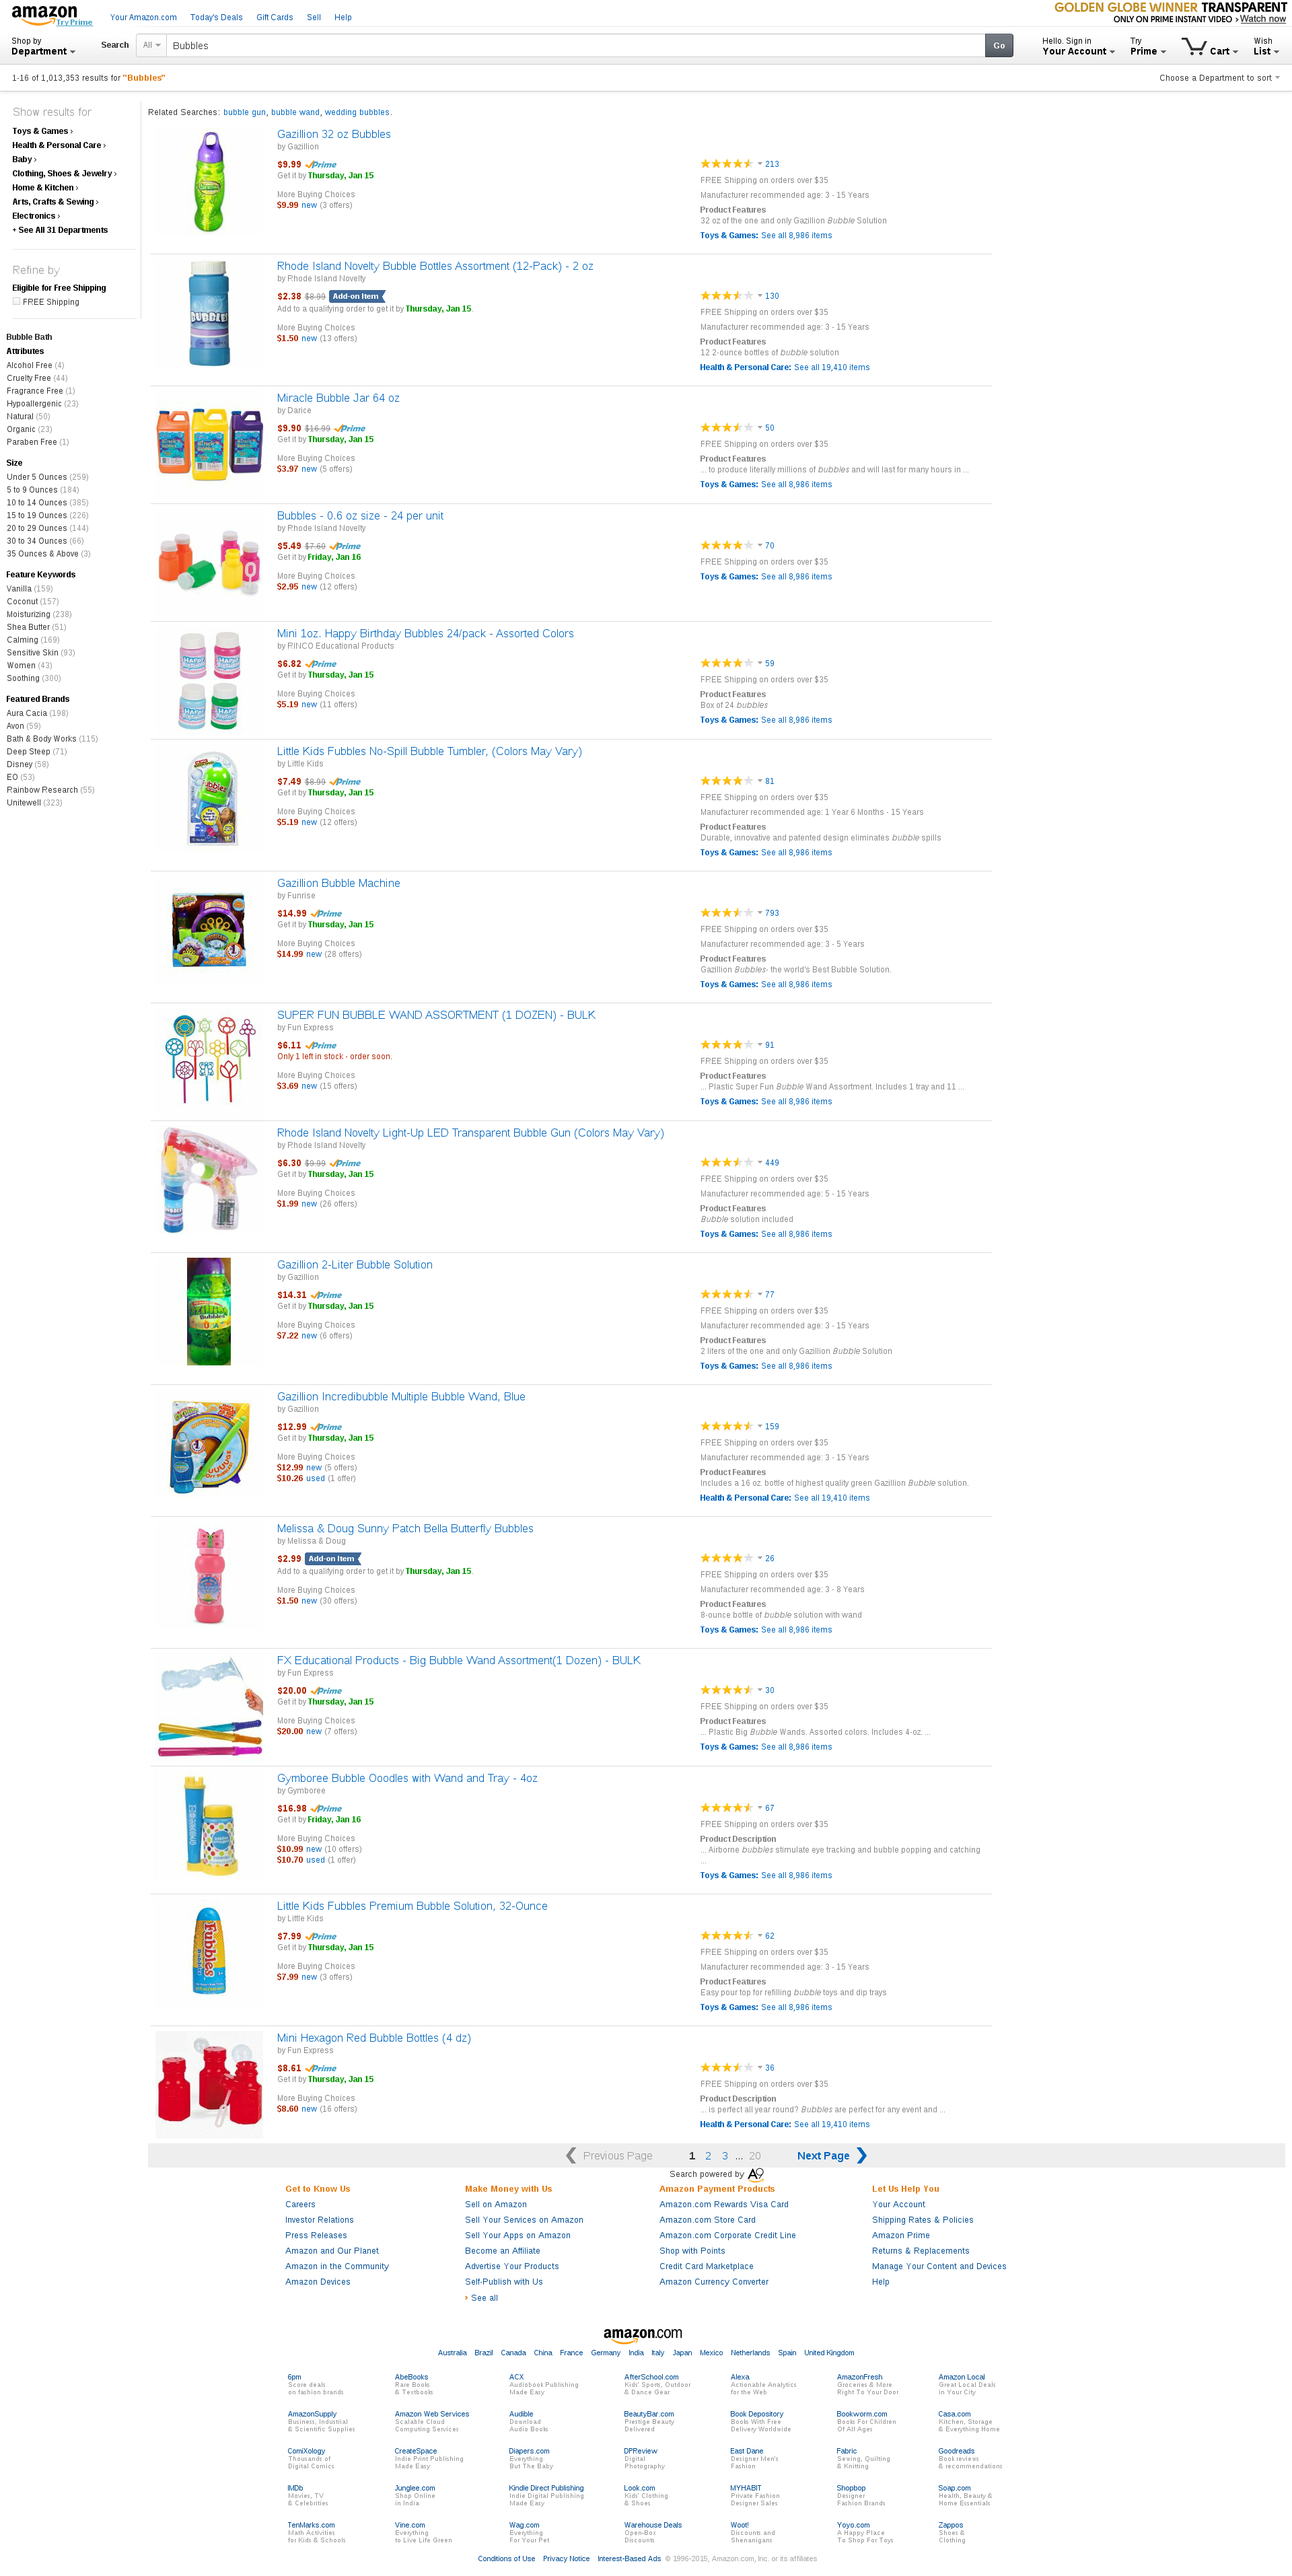 amazon
Try Prime
Your Amazon.com Today's Deals Gift Cards Sell Help
GOLDEN GLOBE WINNER TRANSPARENT
ONLY ON PRIME INSTANT VIDEO › Watch now
Shop by
Department
Search All Bubbles Go
Hello. Sign in
Your Account
Try
Prime
Cart
Wish
List
1-16 of 1,013,353 results for "Bubbles"
Choose a Department to sort
Show results for
Toys & Games ›
Health & Personal Care ›
Baby ›
Clothing, Shoes & Jewelry ›
Home & Kitchen ›
Arts, Crafts & Sewing ›
Electronics ›
+ See All 31 Departments
Refine by
Eligible for Free Shipping
FREE Shipping
Bubble Bath
Attributes
Alcohol Free (4)
Cruelty Free (44)
Fragrance Free (1)
Hypoallergenic (23)
Natural (50)
Organic (23)
Paraben Free (1)
Size
Under 5 Ounces (259)
5 to 9 Ounces (184)
10 to 14 Ounces (385)
15 to 19 Ounces (226)
20 to 29 Ounces (144)
30 to 34 Ounces (66)
35 Ounces & Above (3)
Feature Keywords
Vanilla (159)
Coconut (157)
Moisturizing (238)
Shea Butter (51)
Calming (169)
Sensitive Skin (93)
Women (43)
Soothing (300)
Featured Brands
Aura Cacia (198)
Avon (59)
Bath & Body Works (115)
Deep Steep (71)
Disney (58)
EO (53)
Rainbow Research (55)
Unitewell (323)
Related Searches: bubble gun, bubble wand, wedding bubbles.
Gazillion 32 oz Bubbles
by Gazillion
$9.99 Prime
Get it by Thursday, Jan 15
More Buying Choices
$9.99 new (3 offers)
213
FREE Shipping on orders over $35
Manufacturer recommended age: 3 - 15 Years
Product Features
32 oz of the one and only Gazillion Bubble Solution
Toys & Games: See all 8,986 items
Rhode Island Novelty Bubble Bottles Assortment (12-Pack) - 2 oz
by Rhode Island Novelty
$2.38 $8.99 Add-on Item
Add to a qualifying order to get it by Thursday, Jan 15.
More Buying Choices
$1.50 new (13 offers)
130
FREE Shipping on orders over $35
Manufacturer recommended age: 3 - 15 Years
Product Features
12 2-ounce bottles of bubble solution
Health & Personal Care: See all 19,410 items
BUBBLES
Miracle Bubble Jar 64 oz
by Darice
$9.90 $16.99 Prime
Get it by Thursday, Jan 15
More Buying Choices
$3.97 new (5 offers)
50
FREE Shipping on orders over $35
Product Features
... to produce literally millions of bubbles and will last for many hours in ...
Toys & Games: See all 8,986 items
Bubbles - 0.6 oz size - 24 per unit
by Rhode Island Novelty
$5.49 $7.69 Prime
Get it by Friday, Jan 16
More Buying Choices
$2.95 new (12 offers)
70
FREE Shipping on orders over $35
Toys & Games: See all 8,986 items
Mini 1oz. Happy Birthday Bubbles 24/pack - Assorted Colors
by RINCO Educational Products
$6.82 Prime
Get it by Thursday, Jan 15
More Buying Choices
$5.19 new (11 offers)
59
FREE Shipping on orders over $35
Product Features
Box of 24 bubbles
Toys & Games: See all 8,986 items
Little Kids Fubbles No-Spill Bubble Tumbler, (Colors May Vary)
by Little Kids
$7.49 $8.99 Prime
Get it by Thursday, Jan 15
More Buying Choices
$5.19 new (12 offers)
81
FREE Shipping on orders over $35
Manufacturer recommended age: 1 Year 6 Months - 15 Years
Product Features
Durable, innovative and patented design eliminates bubble spills
Toys & Games: See all 8,986 items
Gazillion Bubble Machine
by Funrise
$14.99 Prime
Get it by Thursday, Jan 15
More Buying Choices
$14.99 new (28 offers)
793
FREE Shipping on orders over $35
Manufacturer recommended age: 3 - 5 Years
Product Features
Gazillion Bubbles- the world's Best Bubble Solution.
Toys & Games: See all 8,986 items
SUPER FUN BUBBLE WAND ASSORTMENT (1 DOZEN) - BULK
by Fun Express
$6.11 Prime
Only 1 left in stock - order soon.
More Buying Choices
$3.69 new (15 offers)
91
FREE Shipping on orders over $35
Product Features
... Plastic Super Fun Bubble Wand Assortment. Includes 1 tray and 11 ...
Toys & Games: See all 8,986 items
Rhode Island Novelty Light-Up LED Transparent Bubble Gun (Colors May Vary)
by Rhode Island Novelty
$6.30 $9.99 Prime
Get it by Thursday, Jan 15
More Buying Choices
$1.99 new (26 offers)
449
FREE Shipping on orders over $35
Manufacturer recommended age: 5 - 15 Years
Product Features
Bubble solution included
Toys & Games: See all 8,986 items
Gazillion 2-Liter Bubble Solution
by Gazillion
$14.31 Prime
Get it by Thursday, Jan 15
More Buying Choices
$7.22 new (6 offers)
77
FREE Shipping on orders over $35
Manufacturer recommended age: 3 - 15 Years
Product Features
2 liters of the one and only Gazillion Bubble Solution
Toys & Games: See all 8,986 items
Gazillion Incredibubble Multiple Bubble Wand, Blue
by Gazillion
$12.99 Prime
Get it by Thursday, Jan 15
More Buying Choices
$12.99 new (5 offers)
$10.26 used (1 offer)
159
FREE Shipping on orders over $35
Manufacturer recommended age: 3 - 15 Years
Product Features
Includes a 16 oz. bottle of highest quality green Gazillion Bubble solution.
Health & Personal Care: See all 19,410 items
Melissa & Doug Sunny Patch Bella Butterfly Bubbles
by Melissa & Doug
$2.99 Add-on Item
Add to a qualifying order to get it by Thursday, Jan 15.
More Buying Choices
$1.50 new (30 offers)
26
FREE Shipping on orders over $35
Manufacturer recommended age: 3 - 8 Years
Product Features
8-ounce bottle of bubble solution with wand
Toys & Games: See all 8,986 items
FX Educational Products - Big Bubble Wand Assortment(1 Dozen) - BULK
by Fun Express
$20.00 Prime
Get it by Thursday, Jan 15
More Buying Choices
$20.00 new (7 offers)
30
FREE Shipping on orders over $35
Product Features
... Plastic Big Bubble Wands. Assorted colors. Includes 4-oz. ...
Toys & Games: See all 8,986 items
Gymboree Bubble Ooodles with Wand and Tray - 4oz
by Gymboree
$16.98 Prime
Get it by Friday, Jan 16
More Buying Choices
$10.99 new (10 offers)
$10.70 used (1 offer)
67
FREE Shipping on orders over $35
Product Description
... Airborne bubbles stimulate eye tracking and bubble popping and catching
...
Toys & Games: See all 8,986 items
Little Kids Fubbles Premium Bubble Solution, 32-Ounce
by Little Kids
$7.99 Prime
Get it by Thursday, Jan 15
More Buying Choices
$7.99 new (3 offers)
62
FREE Shipping on orders over $35
Manufacturer recommended age: 3 - 15 Years
Product Features
Easy pour top for refilling bubble toys and dip trays
Toys & Games: See all 8,986 items
Fubbles
Mini Hexagon Red Bubble Bottles (4 dz)
by Fun Express
$8.61 Prime
Get it by Thursday, Jan 15
More Buying Choices
$8.60 new (16 offers)
36
FREE Shipping on orders over $35
Product Description
... is perfect all year round? Bubbles are perfect for any event and ...
Health & Personal Care: See all 19,410 items
Previous Page 1 2 3 ... 20 Next Page
Search powered by A9
Get to Know Us
Careers
Investor Relations
Press Releases
Amazon and Our Planet
Amazon in the Community
Amazon Devices
Make Money with Us
Sell on Amazon
Sell Your Services on Amazon
Sell Your Apps on Amazon
Become an Affiliate
Advertise Your Products
Self-Publish with Us
› See all
Amazon Payment Products
Amazon.com Rewards Visa Card
Amazon.com Store Card
Amazon.com Corporate Credit Line
Shop with Points
Credit Card Marketplace
Amazon Currency Converter
Let Us Help You
Your Account
Shipping Rates & Policies
Amazon Prime
Returns & Replacements
Manage Your Content and Devices
Help
amazon.com
Australia Brazil Canada China France Germany India Italy Japan Mexico Netherlands Spain United Kingdom
6pm AbeBooks ACX AfterSchool.com Alexa AmazonFresh Amazon Local
Score deals Rare Books Audiobook Publishing Kids' Sports, Outdoor Actionable Analytics Groceries & More Great Local Deals
on fashion brands & Textbooks Made Easy & Dance Gear for the Web Right To Your Door in Your City
AmazonSupply Amazon Web Services Audible BeautyBar.com Book Depository Bookworm.com Casa.com
Business, Industrial Scalable Cloud Download Prestige Beauty Books With Free Books For Children Kitchen, Storage
& Scientific Supplies Computing Services Audio Books Delivered Delivery Worldwide Of All Ages & Everything Home
ComiXology CreateSpace Diapers.com DPReview East Dane Fabric Goodreads
Thousands of Indie Print Publishing Everything Digital Designer Men's Sewing, Quilting Book reviews
Digital Comics Made Easy But The Baby Photography Fashion & Knitting & recommendations
IMDb Junglee.com Kindle Direct Publishing Look.com MYHABIT Shopbop Soap.com
Movies, TV Shop Online Indie Digital Publishing Kids' Clothing Private Fashion Designer Health, Beauty &
& Celebrities in India Made Easy & Shoes Designer Sales Fashion Brands Home Essentials
TenMarks.com Vine.com Wag.com Warehouse Deals Woot! Yoyo.com Zappos
Math Activities Everything Everything Open-Box Discounts and A Happy Place Shoes &
for Kids & Schools to Live Life Green For Your Pet Discounts Shenanigans To Shop For Toys Clothing
Conditions of Use Privacy Notice Interest-Based Ads © 1996-2015, Amazon.com, Inc. or its affiliates